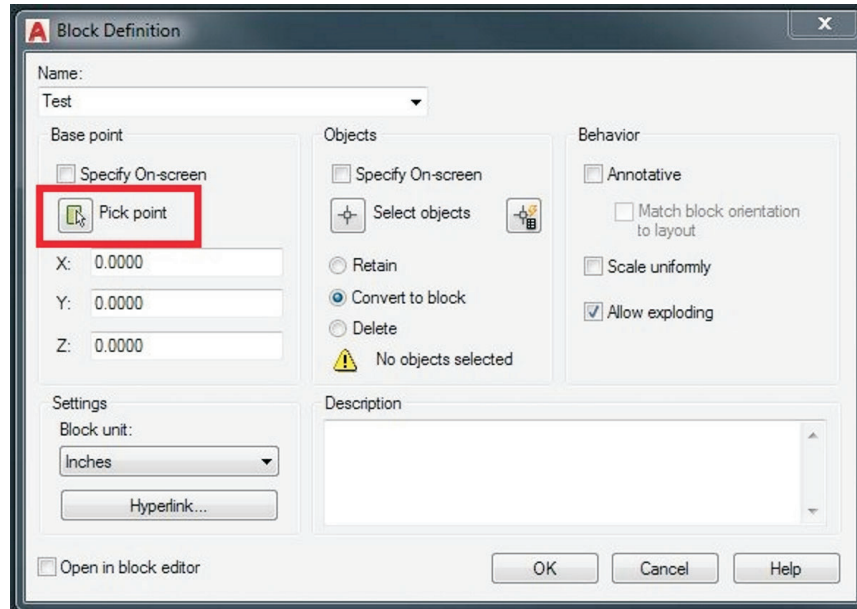 Block Definition
X
Name:
Test
Base point
Specify On-screen
Pick point
X: 0.0000
Y: 0.0000
Z: 0.0000
Objects
Specify On-screen
Select objects
Retain
Convert to block
Delete
No objects selected
Behavior
Annotative
Match block orientation
to layout
Scale uniformly
Allow exploding
Settings
Block unit:
Inches
Hyperlink...
Description
Open in block editor
OK
Cancel
Help